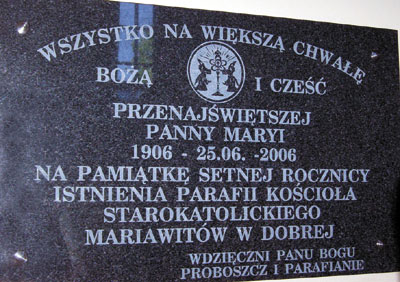 WSZYSTKO NA WIĘKSZĄ CHWAŁĘ
BOŻĄ I CZEŚĆ
PRZENAJŚWIĘTSZEJ
PANNY MARYI
1906 - 25.06. -2006
NA PAMIĄTKĘ SETNEJ ROCZNICY
ISTNIENIA PARAFII KOŚCIOŁA
STAROKATOLICKIEGO
MARIAWITÓW W DOBREJ
WDZIĘCZNI PANU BOGU
PROBOSZCZ I PARAFIANIE